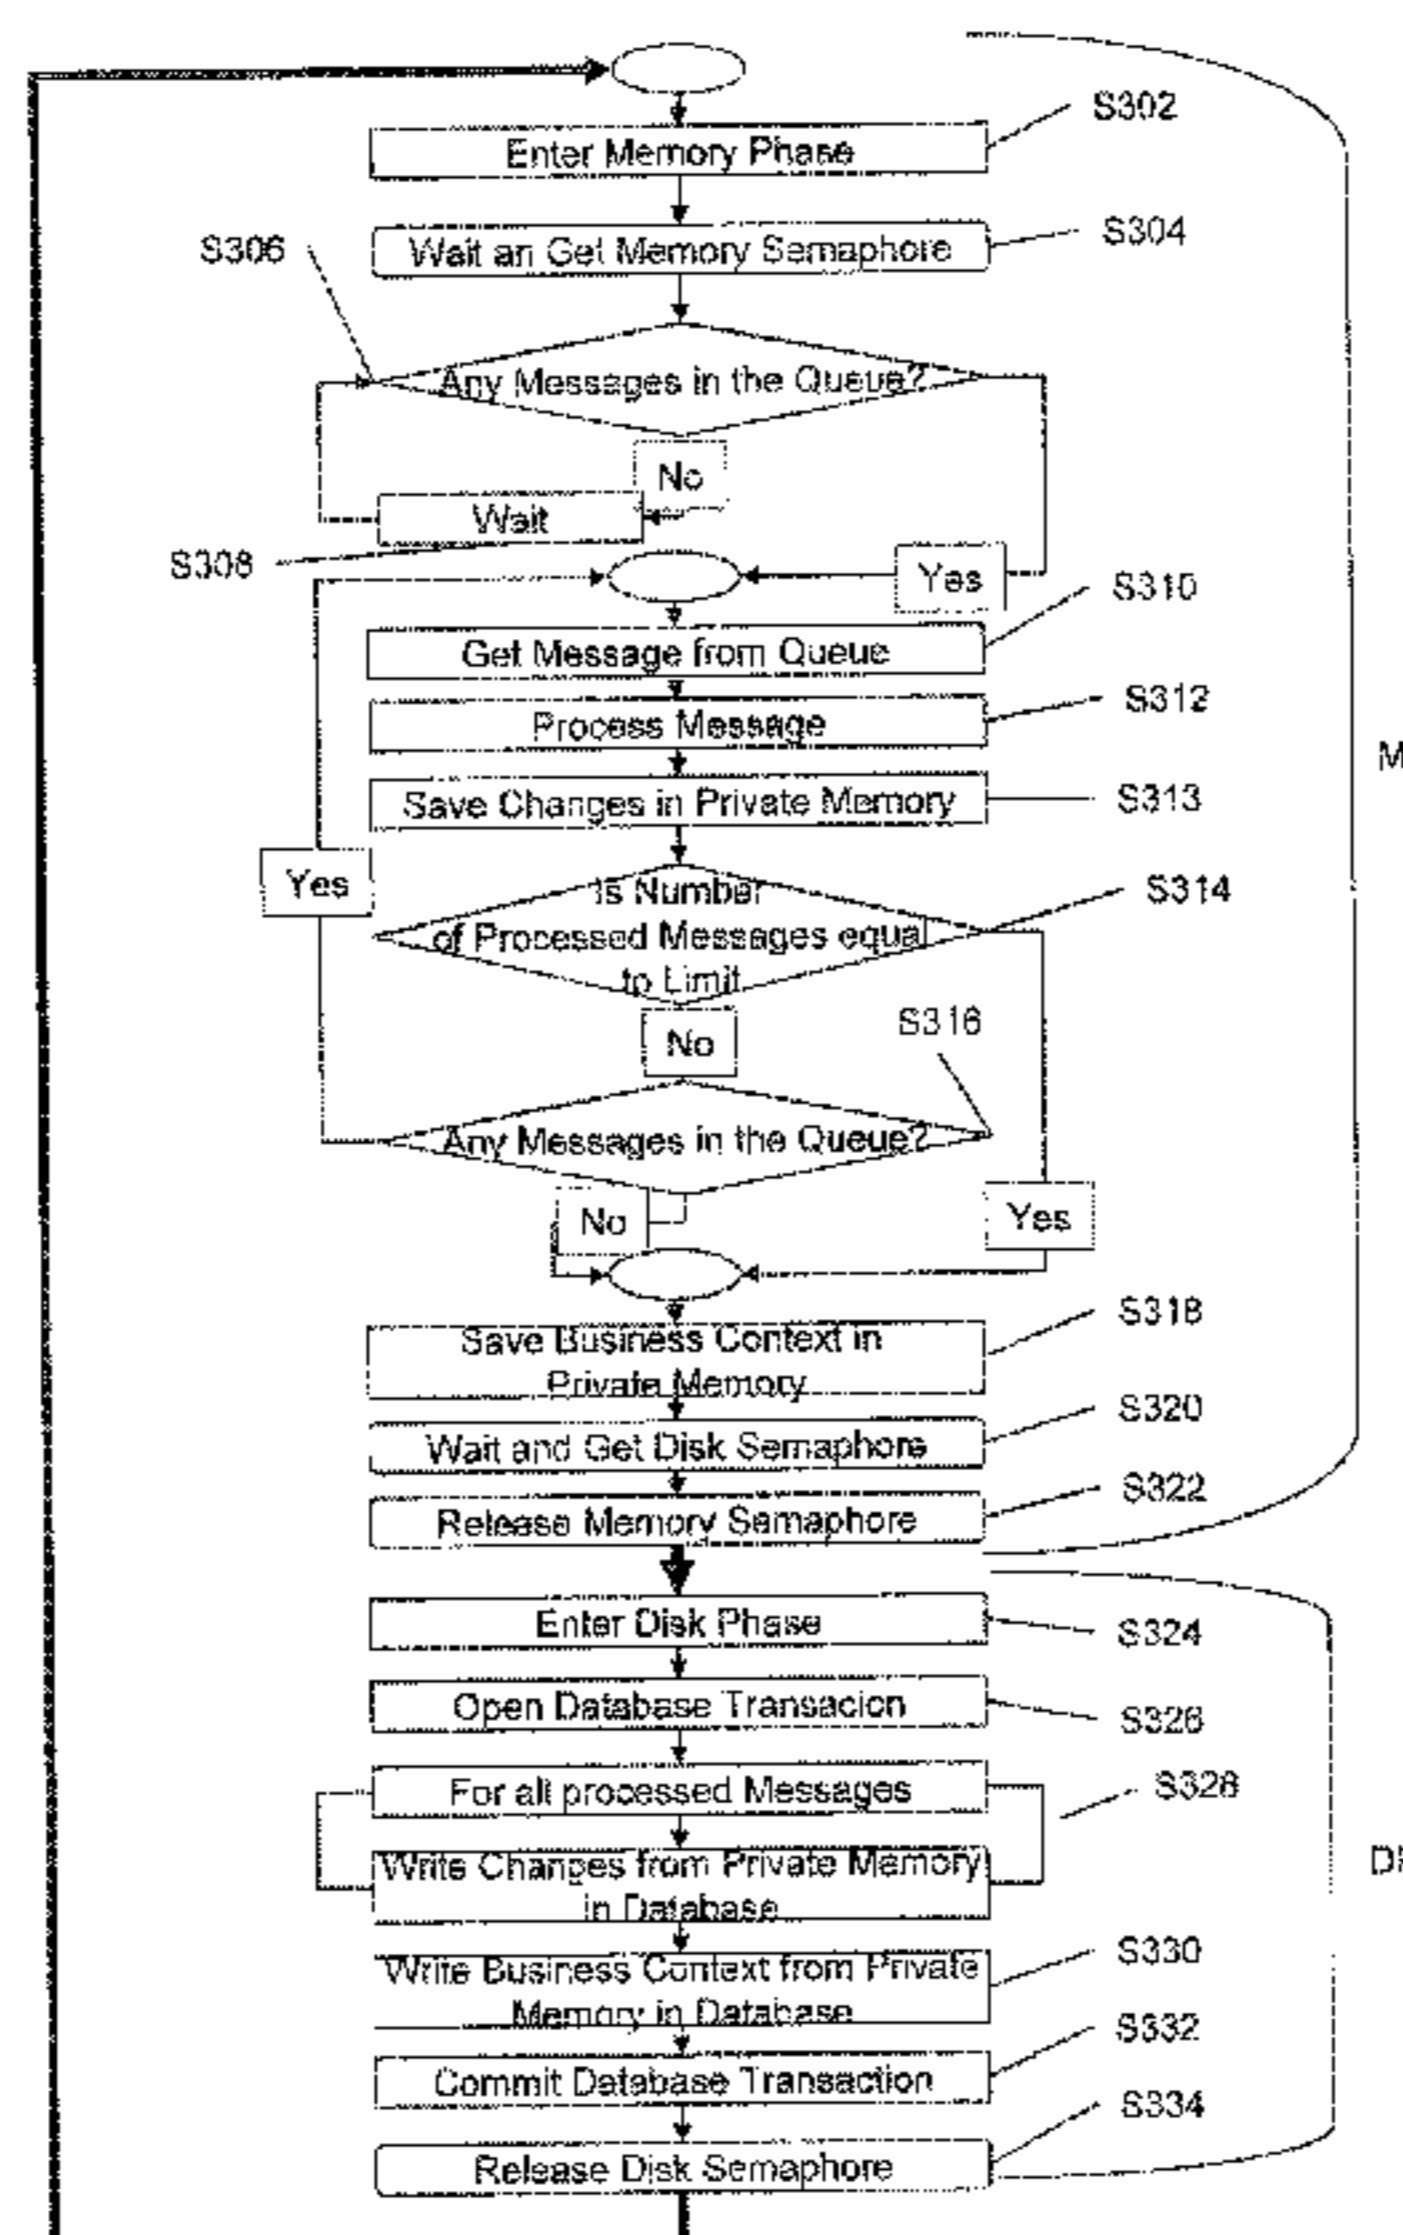 S302
Enter Memory Phase
S304
Wait an Get Memory Semaphore
S306
Any Messages in the Queue?
No
Wait
S308
Yes
S310
Get Message from Queue
S312
Process Message
M
Save Changes in Private Memory
S313
Yes
Is Number
of Processed Messages equal
to Limit
S314
No
S316
Any Messages in the Queue?
No
Yes
S318
Save Business Context in
Private Memory
S320
Wait and Get Disk Semaphore
S322
Release Memory Semaphore
Enter Disk Phase
S324
Open Database Transacion
S326
For all processed Messages
S328
Write Changes from Private Memory
in Database
S330
Write Business Context from Private
Memory in Database
S332
Commit Database Transaction
S334
Release Disk Semaphore